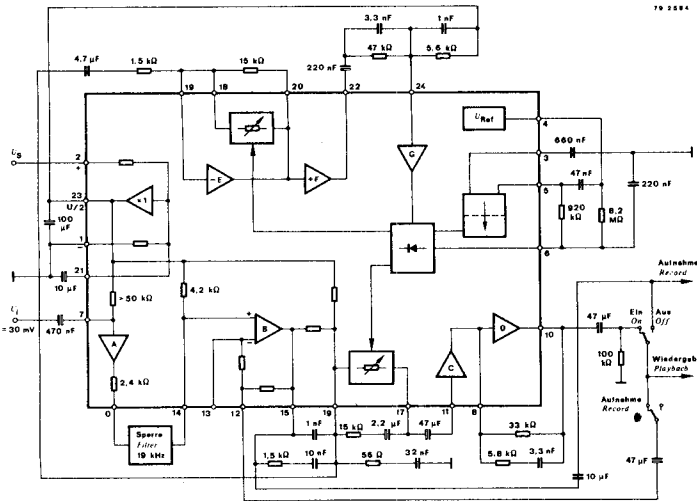 79 2584
3.3 nF
1 nF
47 kΩ
5.6 kΩ
4.7 µF
1.5 kΩ
15 kΩ
220 nF
19
18
20
22
24
4
U Ref
660 nF
3
U S
2
+
G
47 nF
5
220 nF
23
×1
− E
+ F
U/2
920 kΩ
8,2 MΩ
100 µF
1
−
6
21
10 µF
Aufnahme
Record
> 50 kΩ
4,2 kΩ
U i
7
= 30 mV
470 nF
+
B
−
47 µF
Ein
On
Aus
Off
10
A
C
100 kΩ
Wiedergabe
Playback
2,4 kΩ
Aufnahme
Record
14
13
12
15
19
17
11
8
Sperre
Filter
19 kHz
1 nF
15 kΩ
2,2 µF
47 µF
33 kΩ
1,5 kΩ
10 nF
56 Ω
32 nF
5.8 kΩ
3,3 nF
10 µF
47 µF